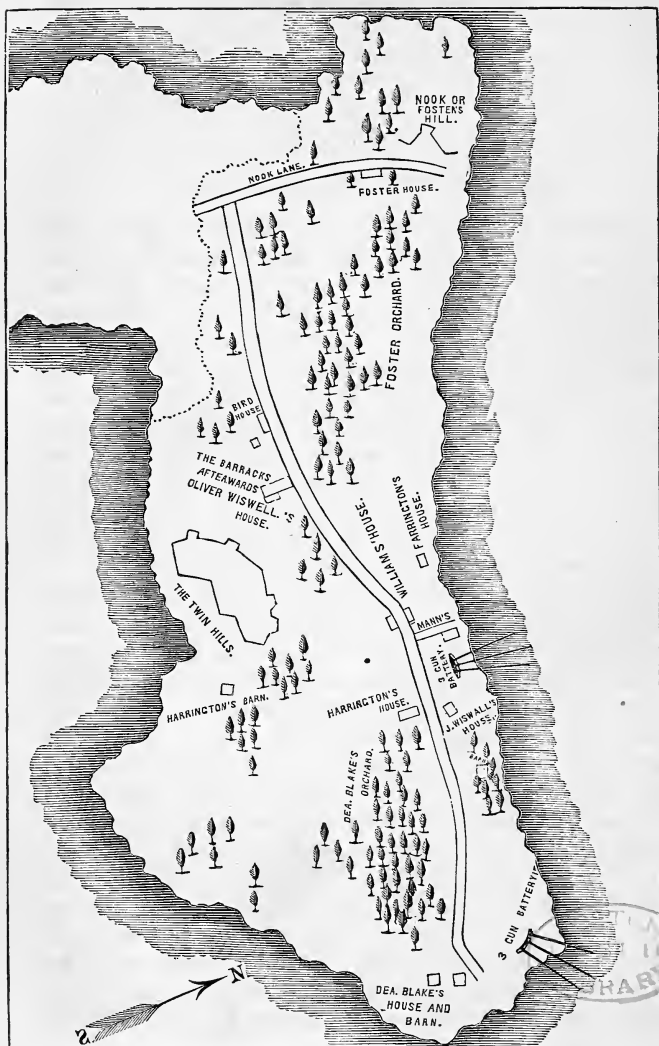 NOOK OR
FOSTER'S
HILL.
NOOK LANE.
FOSTER HOUSE.
FOSTER ORCHARD.
BIRD
HOUSE
THE BARRACKS
AFTERWARDS
OLIVER WISWELL.'S
HOUSE.
WILLIAMS' HOUSE.
FARRINGTON'S
HOUSE.
THE TWIN HILLS.
MANN'S
3 GUN
BATTERY.
HARRINGTON'S BARN.
HARRINGTON'S
HOUSE.
J. WISWALL'S
HOUSE.
BARN
DEA. BLAKE'S
ORCHARD.
3 GUN BATTERY
N
S
DEA. BLAKE'S
HOUSE AND
BARN.